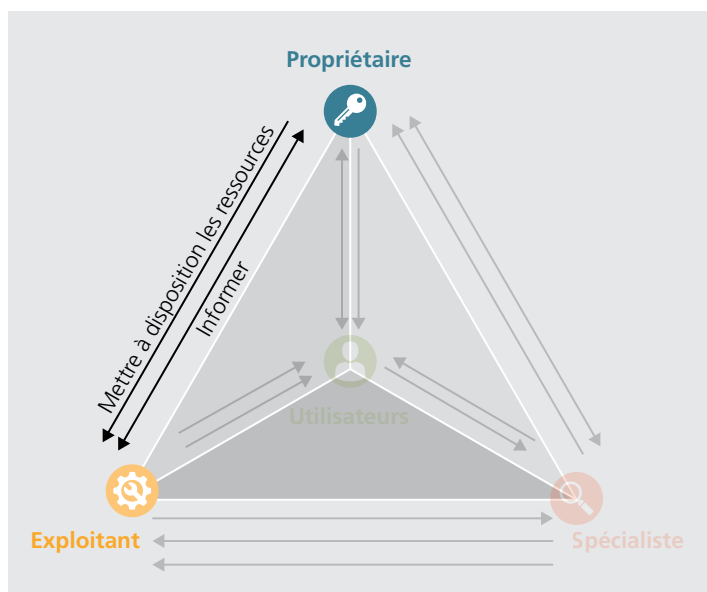 Propriétaire
Mettre à disposition les ressources
Informer
Utilisateurs
Exploitant
Spécialiste